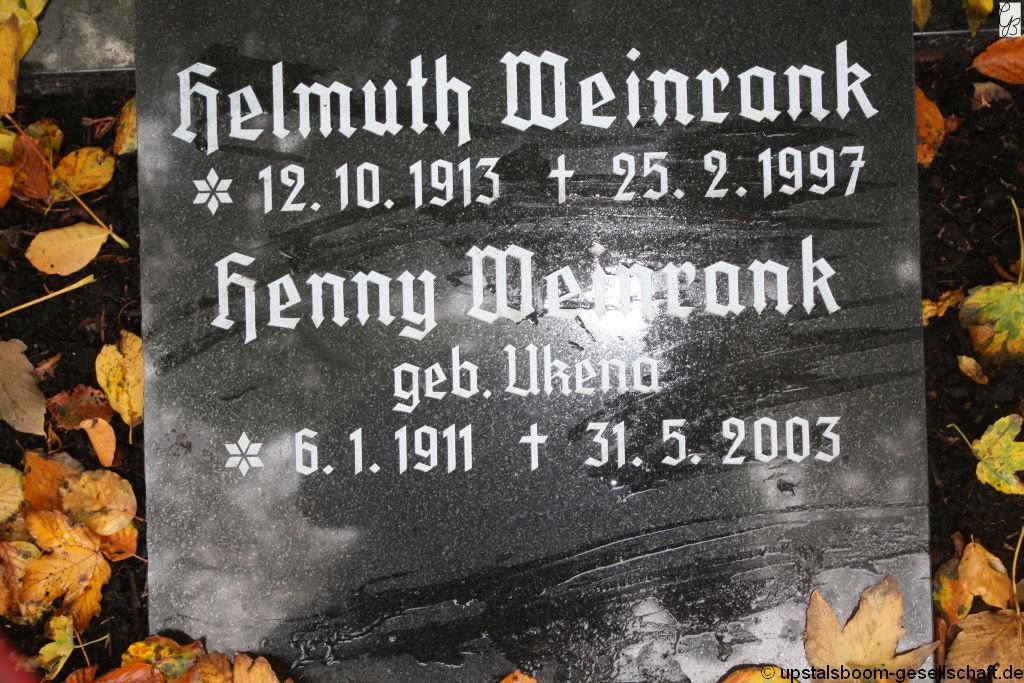 Helmuth Weinrank
* 12. 10. 1913 † 25. 2. 1997
Henny Weinrank
geb. Ukena
* 6. 1. 1911 † 31. 5. 2003
© upstalsboom-gesellschaft.de